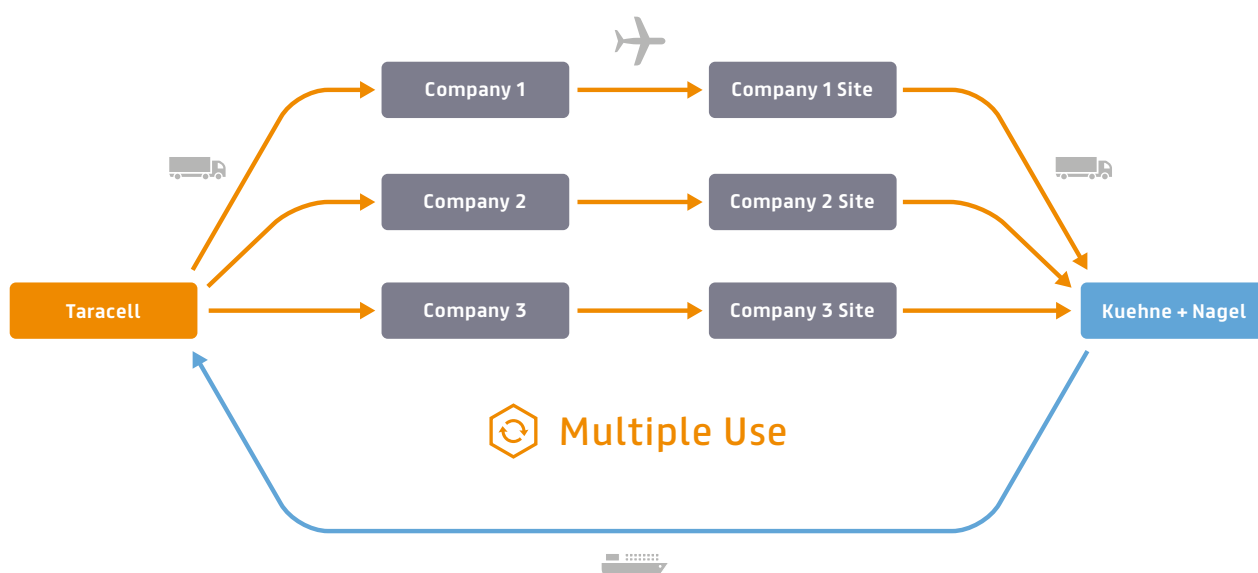 Company 1
Company 1 Site
Company 2
Company 2 Site
Taracell
Company 3
Company 3 Site
Kuehne + Nagel
Multiple Use